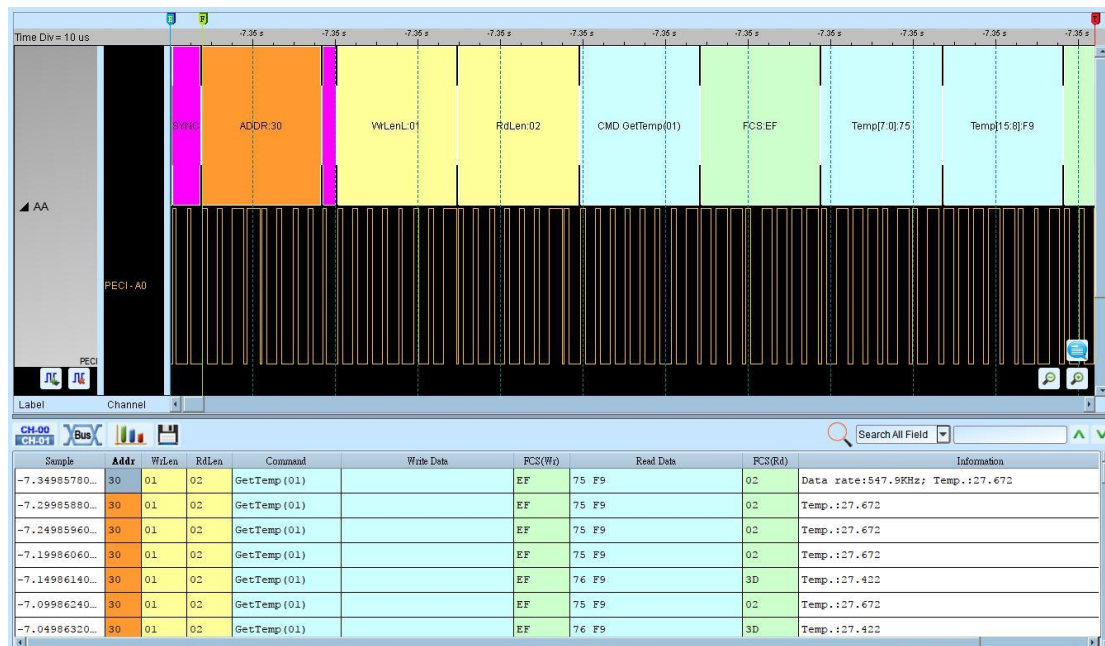 E F T
Time Div = 10 us -7.35 s -7.35 s -7.35 s -7.35 s -7.35 s -7.35 s -7.35 s -7.35 s -7.35 s -7.35 s -7.35 s
SYNC ADDR:30 WrLenL:01 RdLen:02 CMD GetTemp(01) FCS:EF Temp[7:0]:75 Temp[15:8]:F9
AA
PECI - A0
PECI
Label Channel
CH-00
CH-01 Bus Search All Field
Sample Addr WrLen RdLen Command Write Data FCS(Wr) Read Data FCS(Rd) Information
-7.34985780... 30 01 02 GetTemp(01) EF 75 F9 02 Data rate:547.9KHz; Temp.:27.672
-7.29985880... 30 01 02 GetTemp(01) EF 75 F9 02 Temp.:27.672
-7.24985960... 30 01 02 GetTemp(01) EF 75 F9 02 Temp.:27.672
-7.19986060... 30 01 02 GetTemp(01) EF 75 F9 02 Temp.:27.672
-7.14986140... 30 01 02 GetTemp(01) EF 76 F9 3D Temp.:27.422
-7.09986240... 30 01 02 GetTemp(01) EF 75 F9 02 Temp.:27.672
-7.04986320... 30 01 02 GetTemp(01) EF 76 F9 3D Temp.:27.422